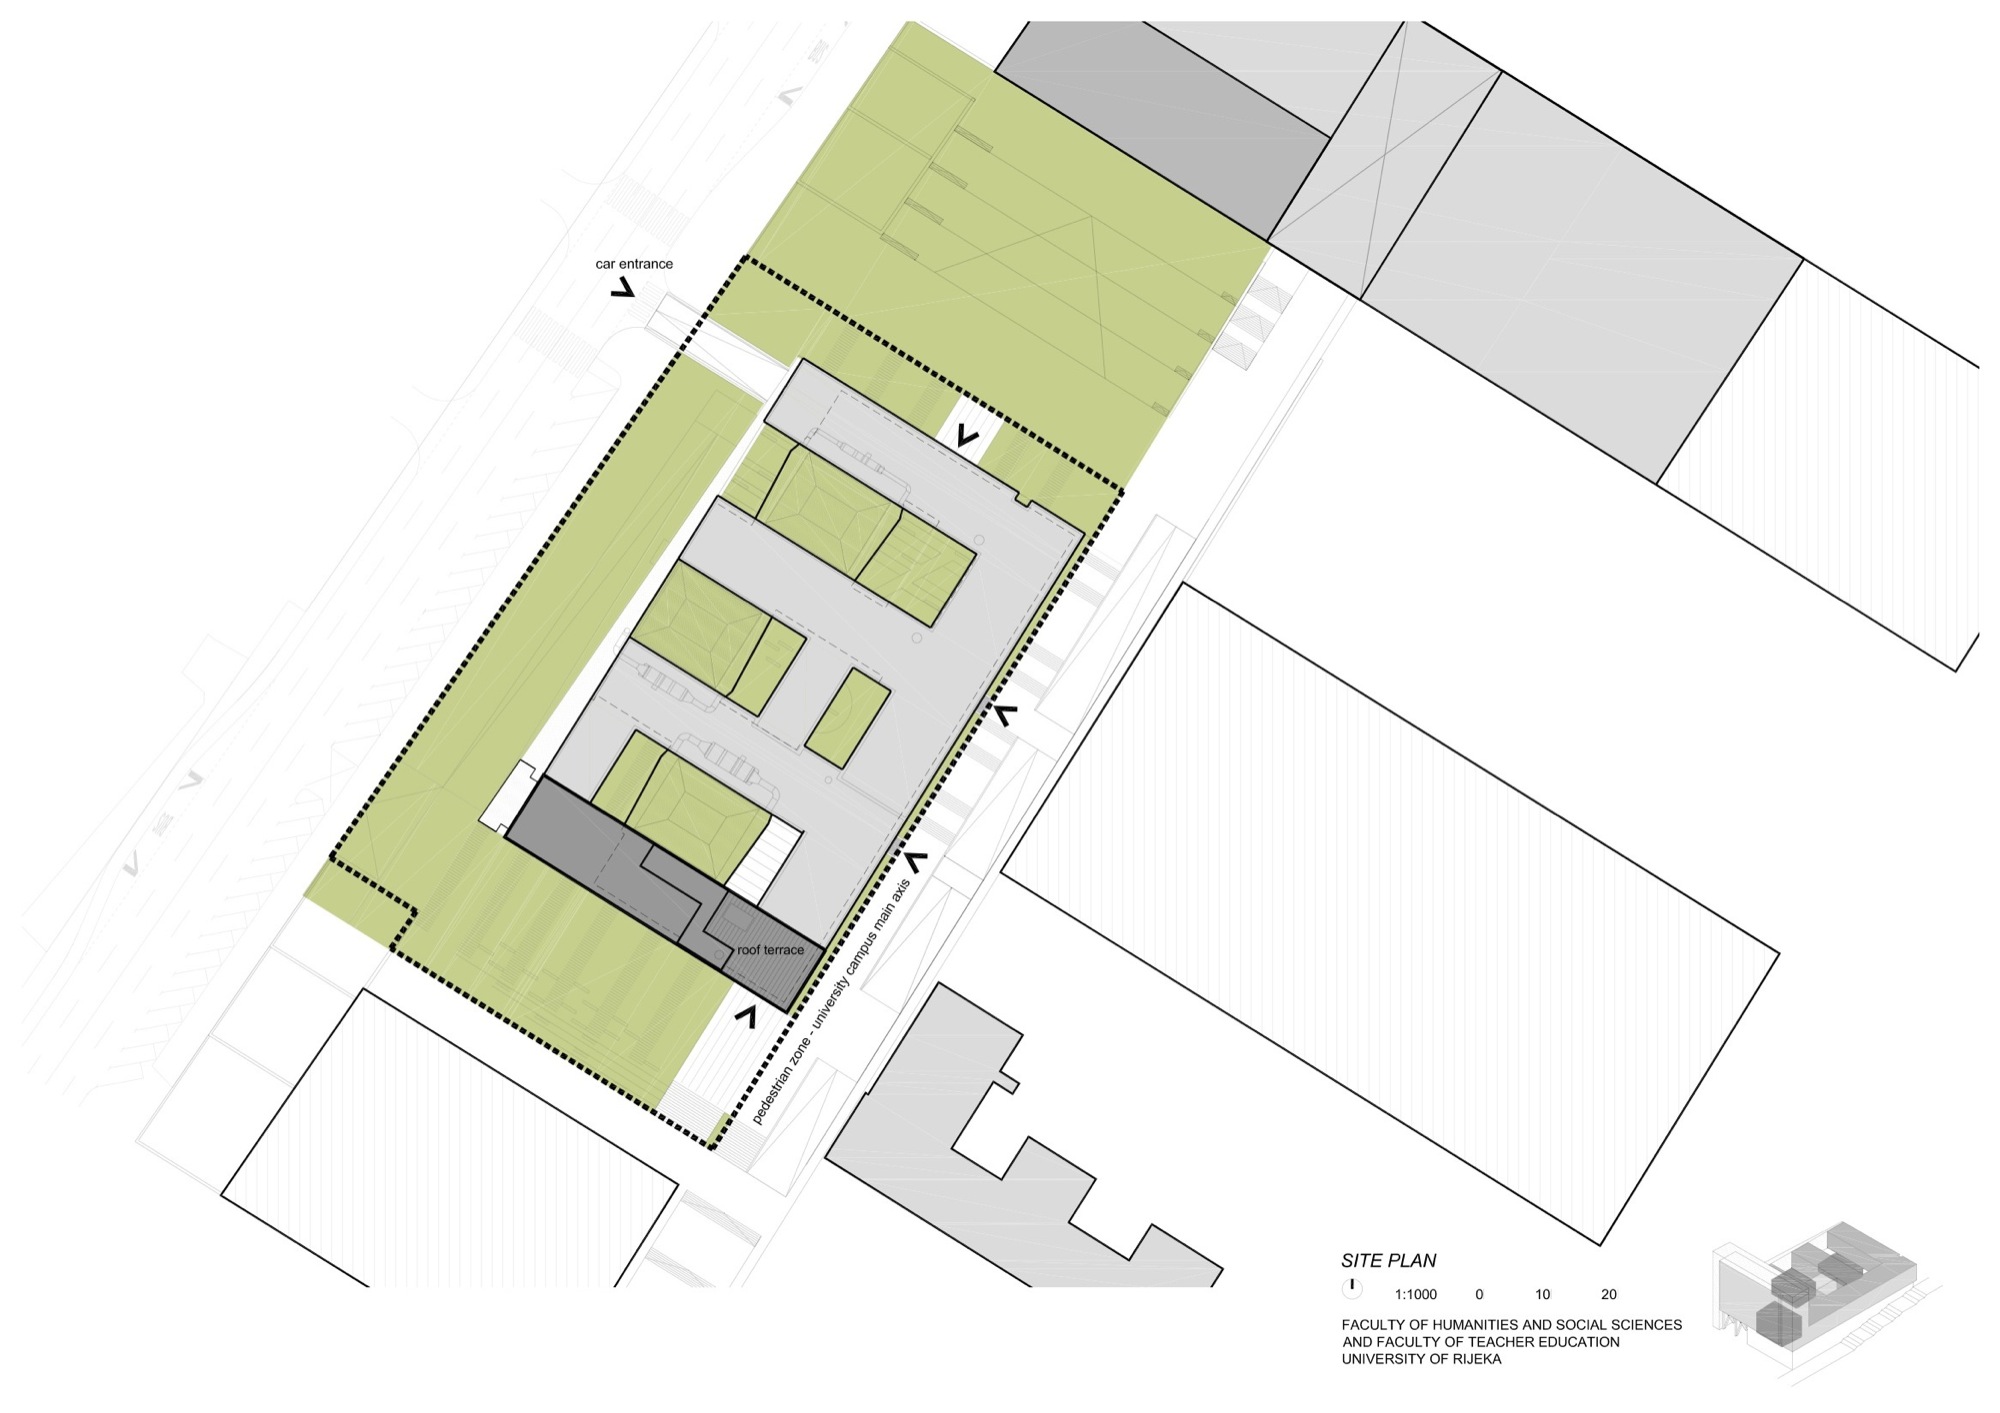 car entrance
roof terrace
pedestrian zone - university campus main axis
SITE PLAN
1:1000 0 10 20
FACULTY OF HUMANITIES AND SOCIAL SCIENCES
AND FACULTY OF TEACHER EDUCATION
UNIVERSITY OF RIJEKA